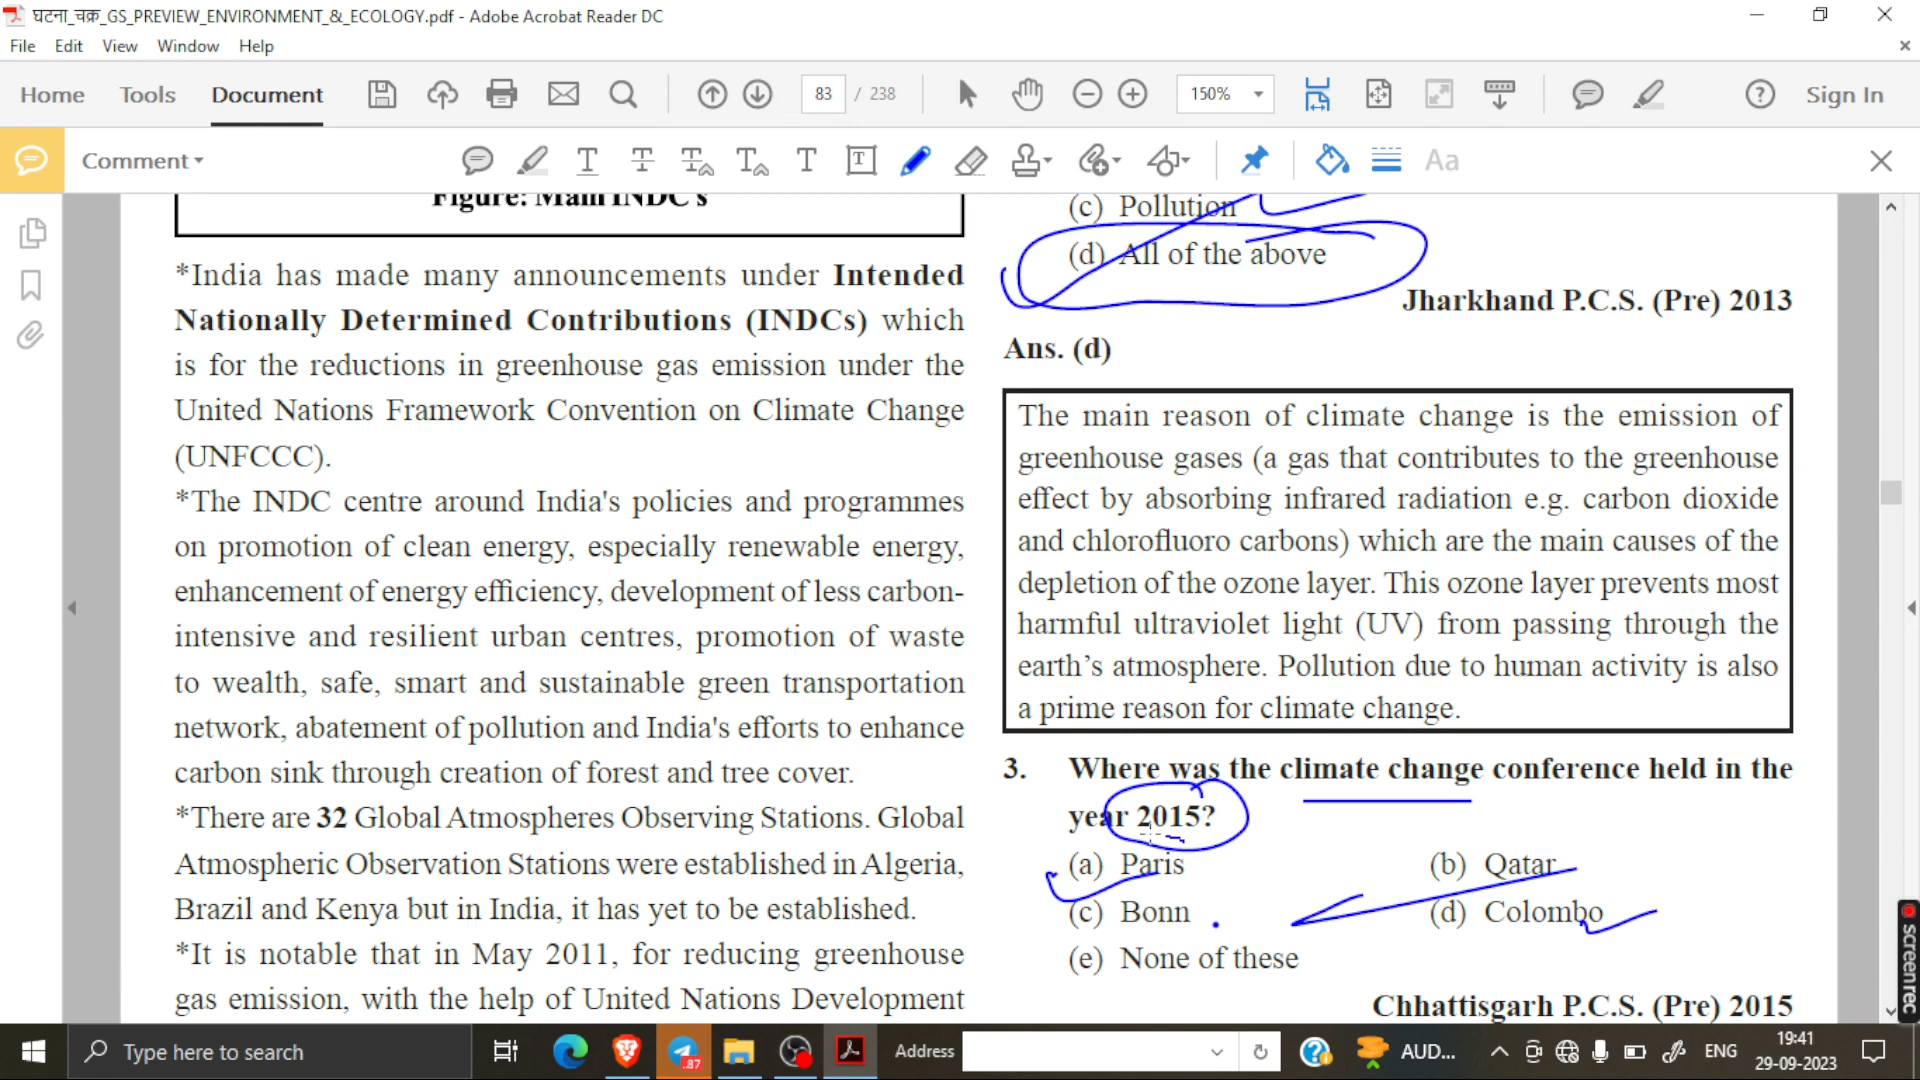 घटना_चक्र_GS_PREVIEW_ENVIRONMENT_&_ECOLOGY.pdf - Adobe Acrobat Reader DC
File Edit View Window Help
Home Tools Document 83 / 238 150% Sign In
Comment
Figure: Main INDC's
*India has made many announcements under Intended
Nationally Determined Contributions (INDCs) which
is for the reductions in greenhouse gas emission under the
United Nations Framework Convention on Climate Change
(UNFCCC).
*The INDC centre around India's policies and programmes
on promotion of clean energy, especially renewable energy,
enhancement of energy efficiency, development of less carbon-
intensive and resilient urban centres, promotion of waste
to wealth, safe, smart and sustainable green transportation
network, abatement of pollution and India's efforts to enhance
carbon sink through creation of forest and tree cover.
*There are 32 Global Atmospheres Observing Stations. Global
Atmospheric Observation Stations were established in Algeria,
Brazil and Kenya but in India, it has yet to be established.
*It is notable that in May 2011, for reducing greenhouse
gas emission, with the help of United Nations Development
(c) Pollution
(d) All of the above
Jharkhand P.C.S. (Pre) 2013
Ans. (d)
The main reason of climate change is the emission of
greenhouse gases (a gas that contributes to the greenhouse
effect by absorbing infrared radiation e.g. carbon dioxide
and chlorofluoro carbons) which are the main causes of the
depletion of the ozone layer. This ozone layer prevents most
harmful ultraviolet light (UV) from passing through the
earth's atmosphere. Pollution due to human activity is also
a prime reason for climate change.
3. Where was the climate change conference held in the
year 2015?
(a) Paris (b) Qatar
(c) Bonn (d) Colombo
(e) None of these
Chhattisgarh P.C.S. (Pre) 2015
screenrec
Type here to search .87 Address AUD... ENG 19:41
29-09-2023